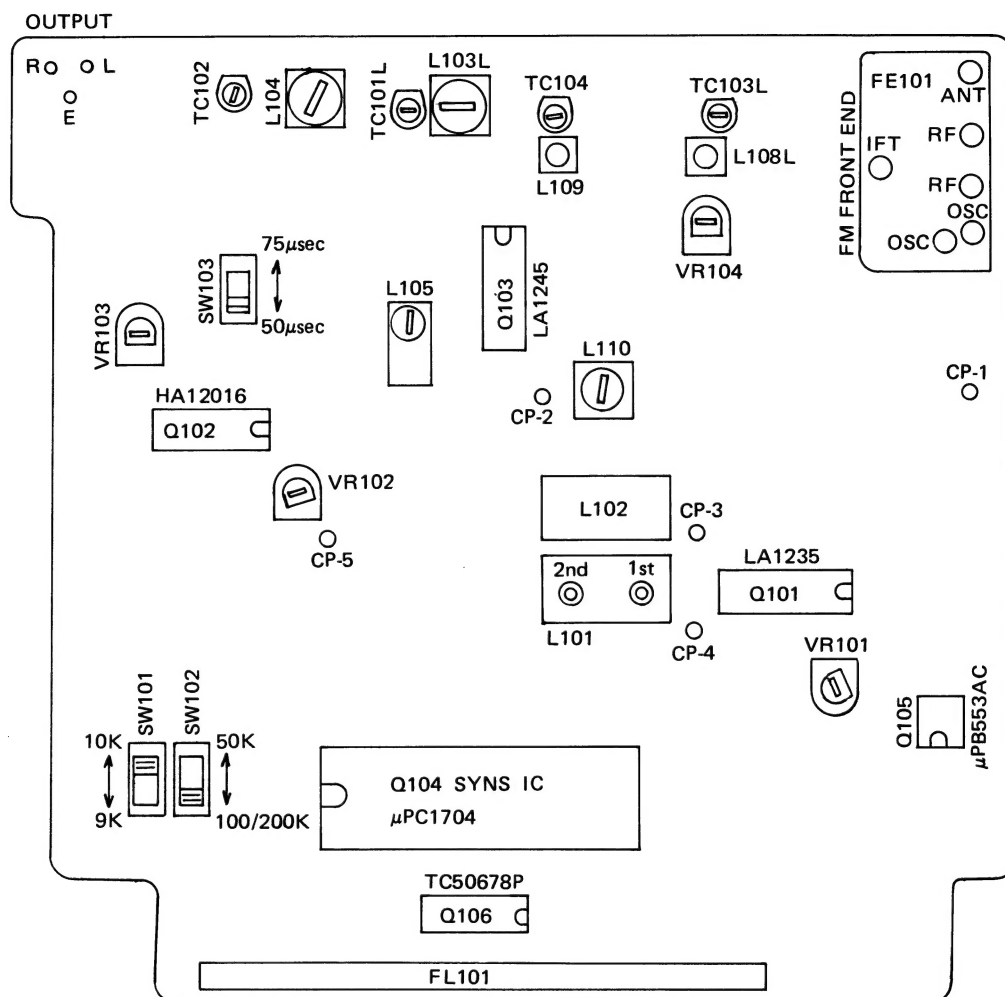 OUTPUT
R
L
E
TC102
L104
TC101L
L103L
TC104
L109
TC103L
L108L
VR104
FM FRONT END
FE101
ANT
RF
IFT
RF
OSC
OSC
75μsec
SW103
50μsec
VR103
L105
Q103
LA1245
L110
CP-1
CP-2
HA12016
Q102
VR102
CP-5
L102
CP-3
2nd
1st
L101
CP-4
LA1235
Q101
VR101
Q105
μPB553AC
SW101
SW102
10K
50K
9K
100/200K
Q104 SYNS IC
μPC1704
TC50678P
Q106
FL101